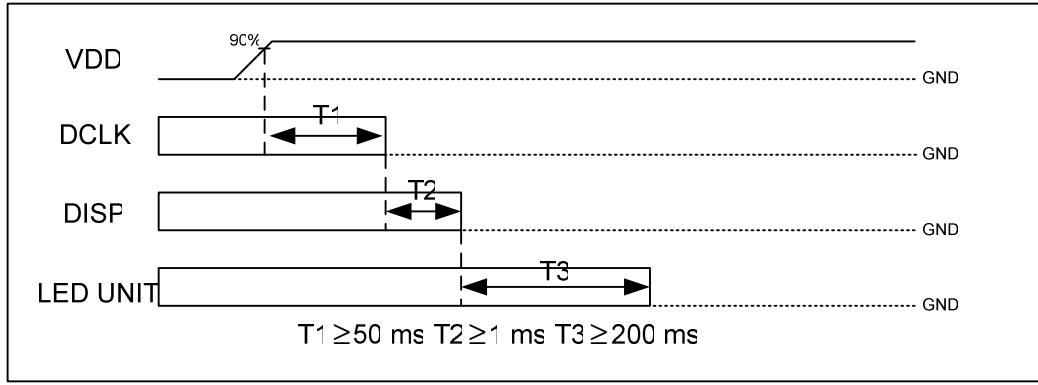 90%
VDD
GND
T1
DCLK
GND
T2
DISP
GND
T3
LED UNIT
GND
T1≥50 ms T2≥1 ms T3≥200 ms